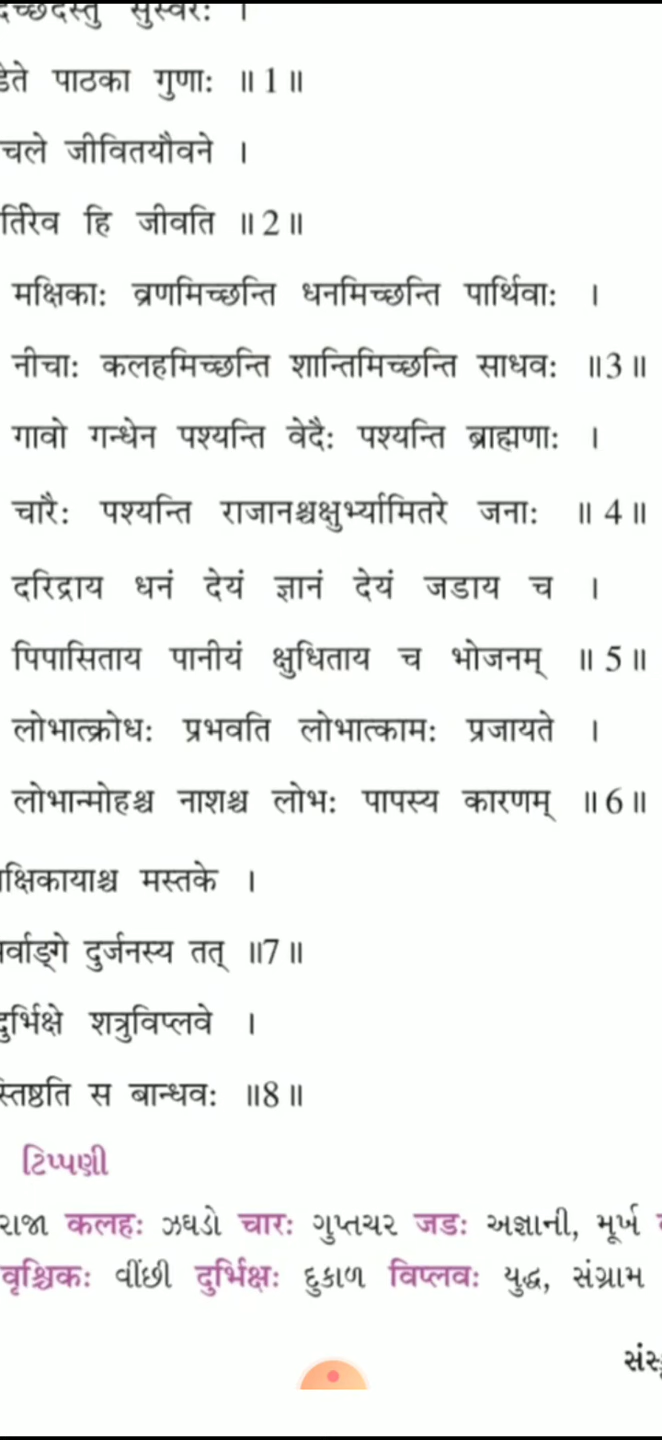 सुस्वरः ।
पाठका गुणाः ॥ 1 ॥
चले जीवितयौवने ।
हि जीवति ॥ 2 ॥
मक्षिकाः व्रणमिच्छन्ति धनमिच्छन्ति पार्थिवाः ।
नीचाः कलहमिच्छन्ति शान्तिमिच्छन्ति साधवः ॥3॥
गावो गन्धेन पश्यन्ति वेदैः पश्यन्ति ब्राह्मणाः ।
चारैः पश्यन्ति राजानश्चक्षुर्भ्यामितरे जनाः ॥ 4 ॥
दरिद्राय धनं देयं ज्ञानं देयं जडाय च ।
पिपासिताय पानीयं क्षुधिताय च भोजनम् ॥ 5 ॥
लोभात्क्रोधः प्रभवति लोभात्कामः प्रजायते ।
लोभान्मोहश्च नाशश्च लोभः पापस्य कारणम् ॥ 6 ॥
मस्तके ।
दुर्जनस्य तत् ॥7॥
दुर्भिक्षे शत्रुविप्लवे ।
स बान्धवः ॥8॥
ટિપ્પણી
રાજા कलहः ઝઘડો चारः ગુપ્તચર जडः અજ્ઞાની, મૂર્ખ
वृश्चिकः વીંછી दुर्भिक्षः દુકાળ विप्लवः યુદ્ધ, સંગ્રામ